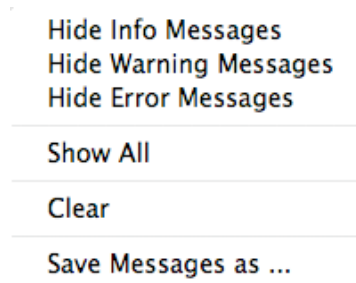 Hide Info Messages
Hide Warning Messages
Hide Error Messages
Show All
Clear
Save Messages as ...